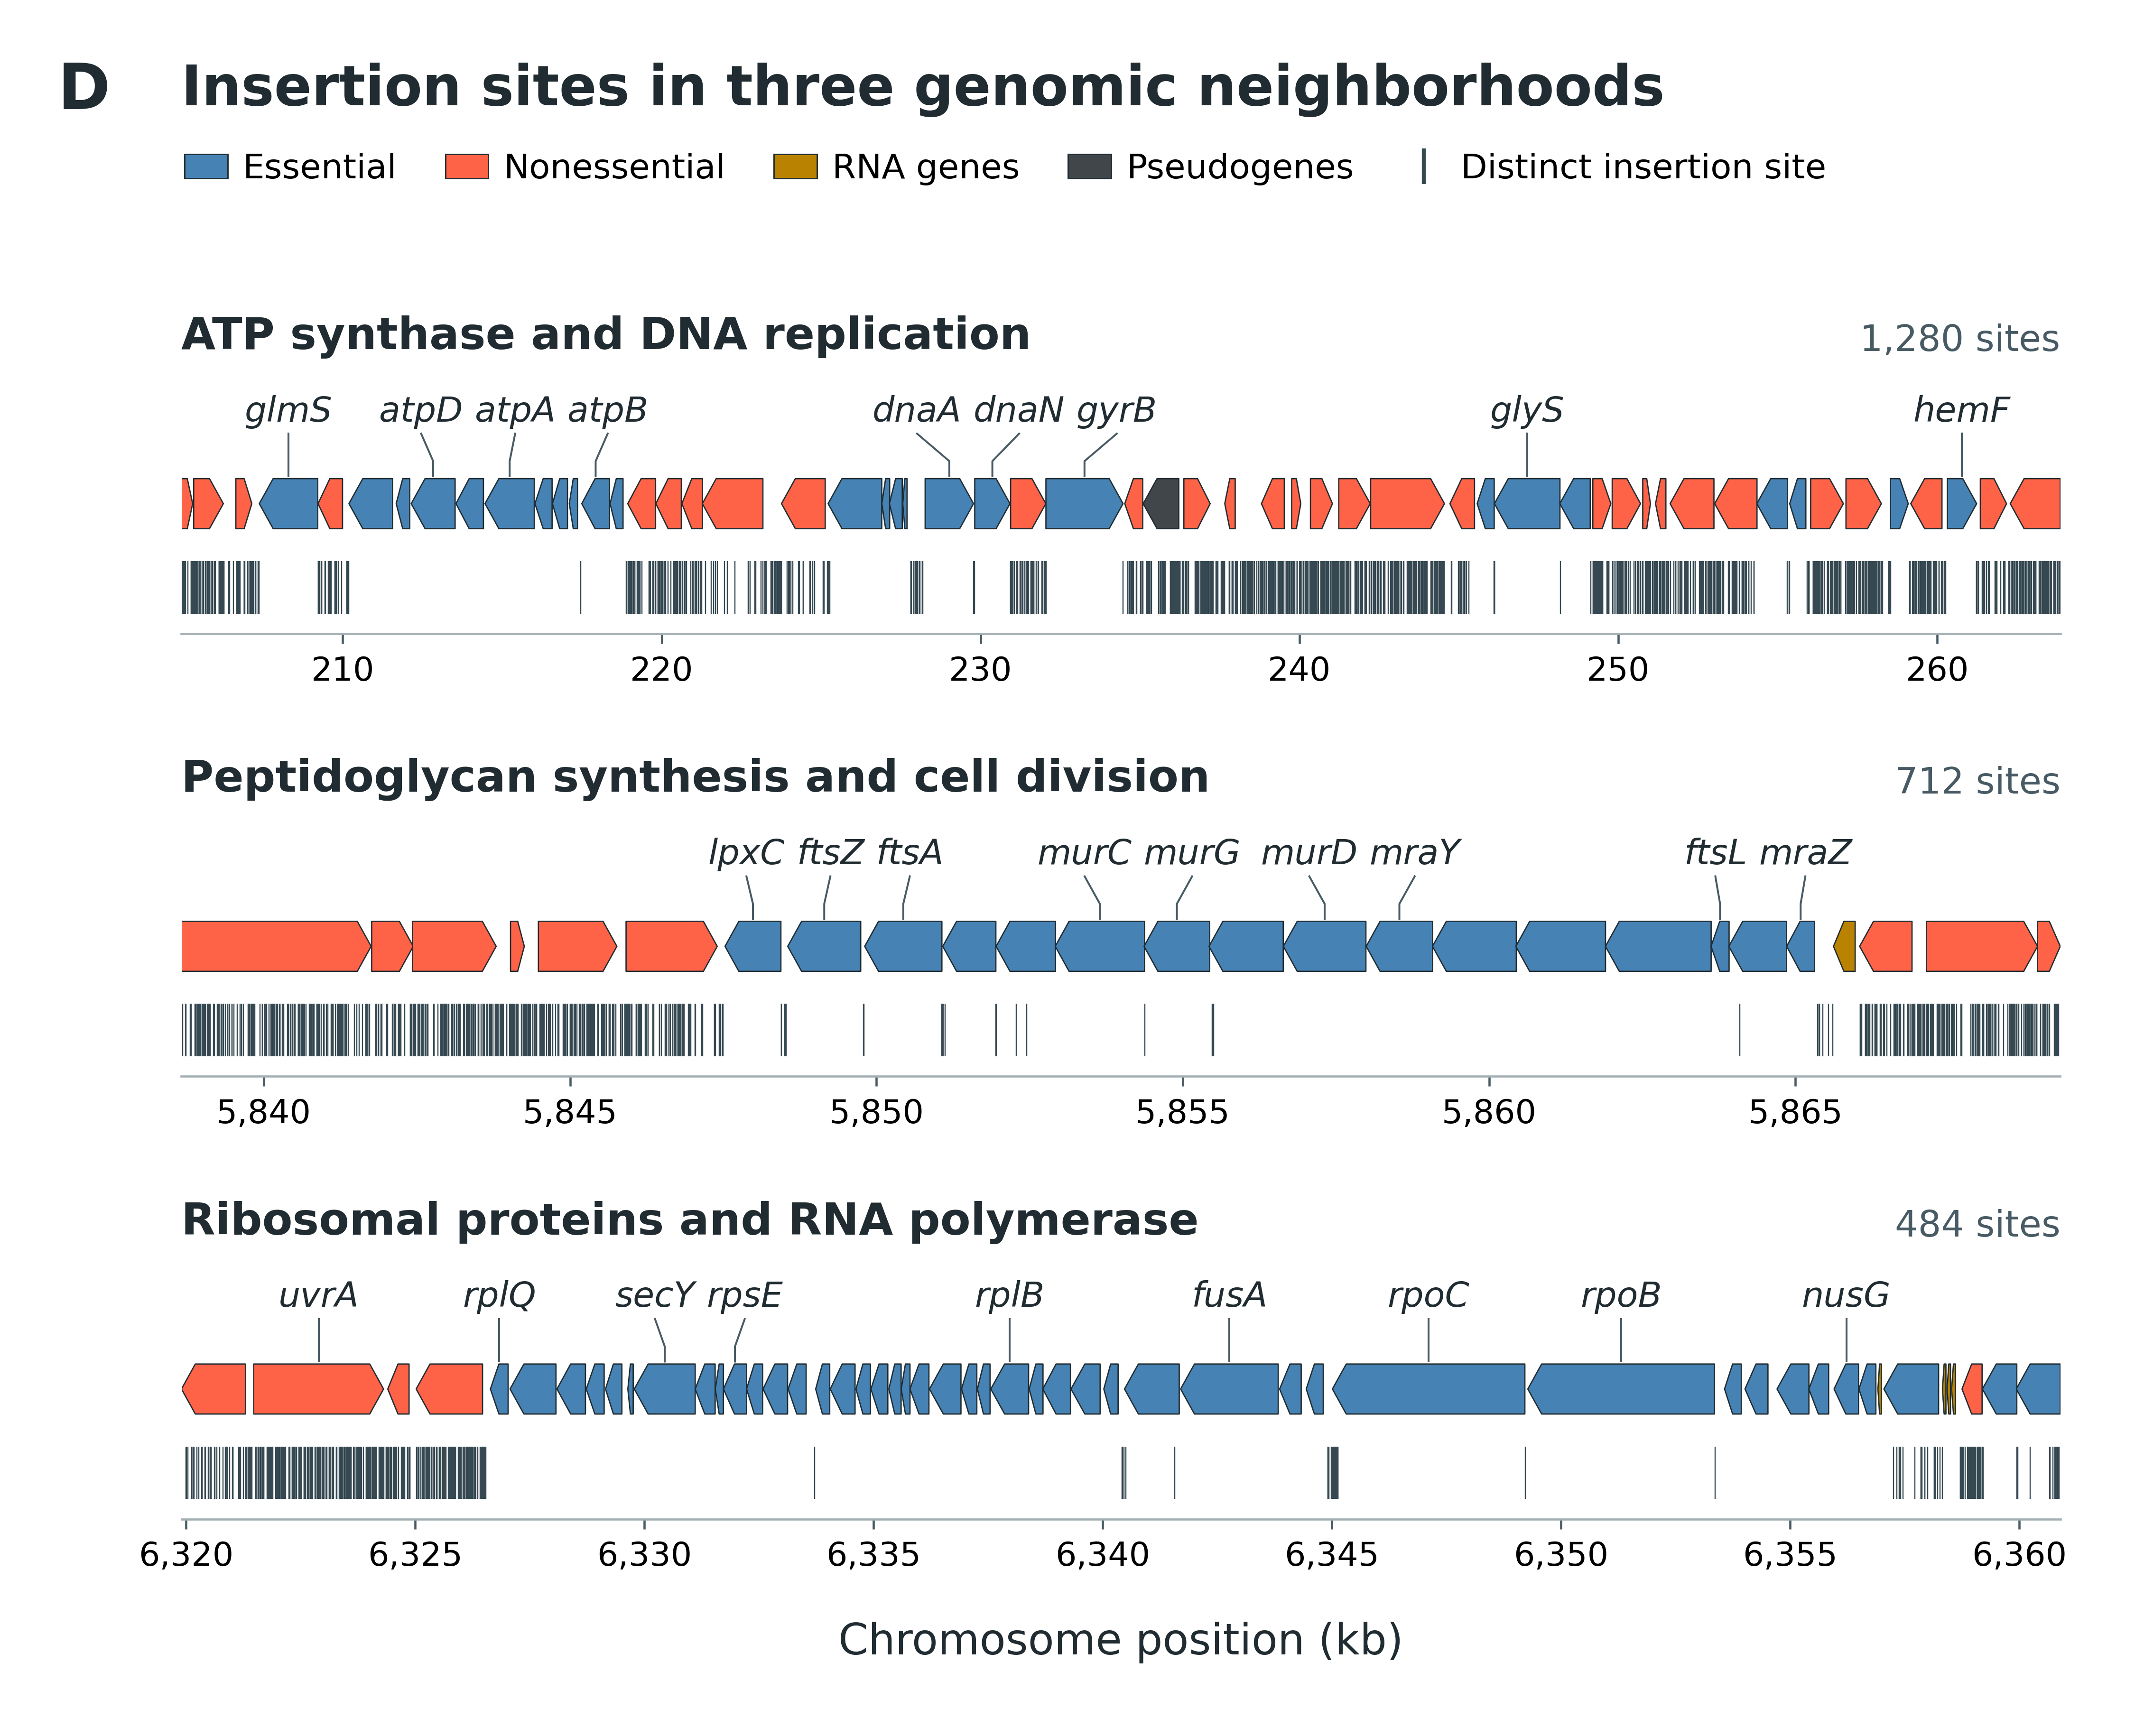 D Insertion sites in three genomic neighborhoods
Essential Nonessential RNA genes Pseudogenes Distinct insertion site
ATP synthase and DNA replication 1,280 sites
glmS atpD atpA atpB dnaA dnaN gyrB glyS hemF
210 220 230 240 250 260
Peptidoglycan synthesis and cell division 712 sites
lpxC ftsZ ftsA murC murG murD mraY ftsL mraZ
5,840 5,845 5,850 5,855 5,860 5,865
Ribosomal proteins and RNA polymerase 484 sites
uvrA rplQ secY rpsE rplB fusA rpoC rpoB nusG
6,320 6,325 6,330 6,335 6,340 6,345 6,350 6,355 6,360
Chromosome position (kb)